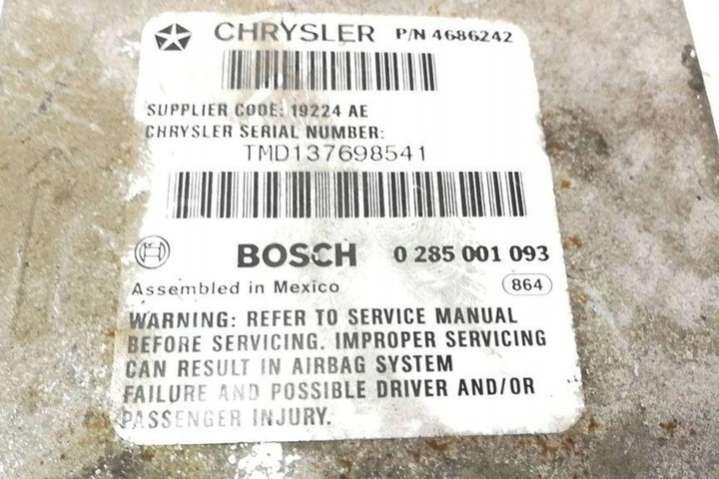 CHRYSLER P/N 4686242
SUPPLIER CODE: 19224 AE
CHRYSLER SERIAL NUMBER:
TMD137698541
BOSCH 0 285 001 093
Assembled in Mexico 864
WARNING: REFER TO SERVICE MANUAL
BEFORE SERVICING. IMPROPER SERVICING
CAN RESULT IN AIRBAG SYSTEM
FAILURE AND POSSIBLE DRIVER AND/OR
PASSENGER INJURY.